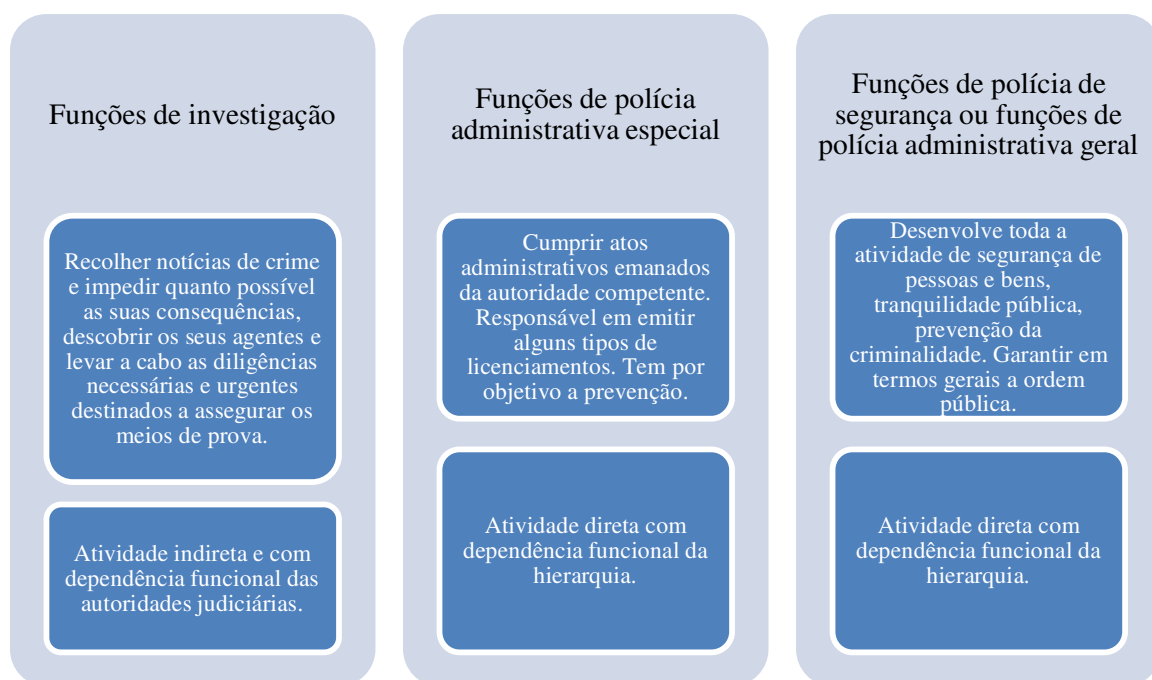 Funções de investigação
Recolher notícias de crime
e impedir quanto possível
as suas consequências,
descobrir os seus agentes e
levar a cabo as diligências
necessárias e urgentes
destinados a assegurar os
meios de prova.
Atividade indireta e com
dependência funcional das
autoridades judiciárias.
Funções de polícia
administrativa especial
Cumprir atos
administrativos emanados
da autoridade competente.
Responsável em emitir
alguns tipos de
licenciamentos. Tem por
objetivo a prevenção.
Atividade direta com
dependência funcional da
hierarquia.
Funções de polícia de
segurança ou funções de
polícia administrativa geral
Desenvolve toda a
atividade de segurança de
pessoas e bens,
tranquilidade pública,
prevenção da
criminalidade. Garantir em
termos gerais a ordem
pública.
Atividade direta com
dependência funcional da
hierarquia.